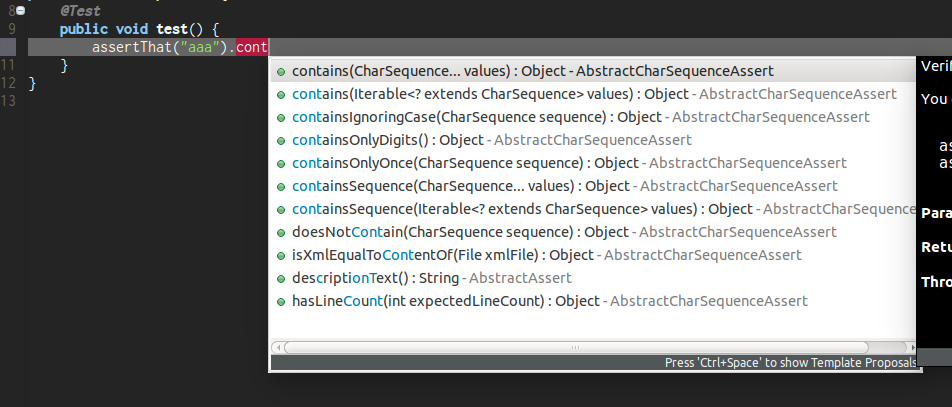 8 @Test
9 public void test() {
assertThat("aaa").cont
11 }
12 }
13
contains(CharSequence... values) : Object - AbstractCharSequenceAssert
contains(Iterable<? extends CharSequence> values) : Object - AbstractCharSequenceAssert
containsIgnoringCase(CharSequence sequence) : Object - AbstractCharSequenceAssert
containsOnlyDigits() : Object - AbstractCharSequenceAssert
containsOnlyOnce(CharSequence sequence) : Object - AbstractCharSequenceAssert
containsSequence(CharSequence... values) : Object - AbstractCharSequenceAssert
containsSequence(Iterable<? extends CharSequence> values) : Object - AbstractCharSequence
doesNotContain(CharSequence sequence) : Object - AbstractCharSequenceAssert
isXmlEqualToContentOf(File xmlFile) : Object - AbstractCharSequenceAssert
descriptionText() : String - AbstractAssert
hasLineCount(int expectedLineCount) : Object - AbstractCharSequenceAssert
Press 'Ctrl+Space' to show Template Proposals
Verif
You
as
as
Para
Retu
Thro